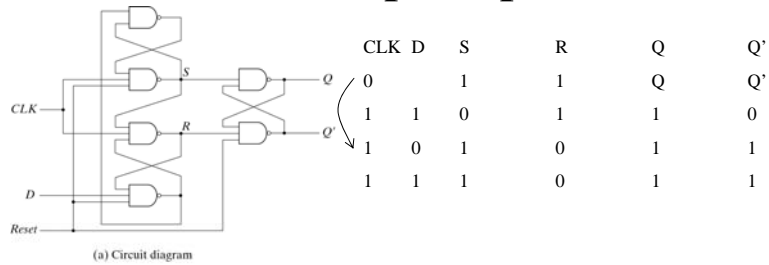 CLK D S R Q Q'
0 1 1 Q Q'
1 1 0 1 1 0
1 0 1 0 1 1
1 1 1 0 1 1
S
Q
CLK
R
Q'
D
Reset
(a) Circuit diagram